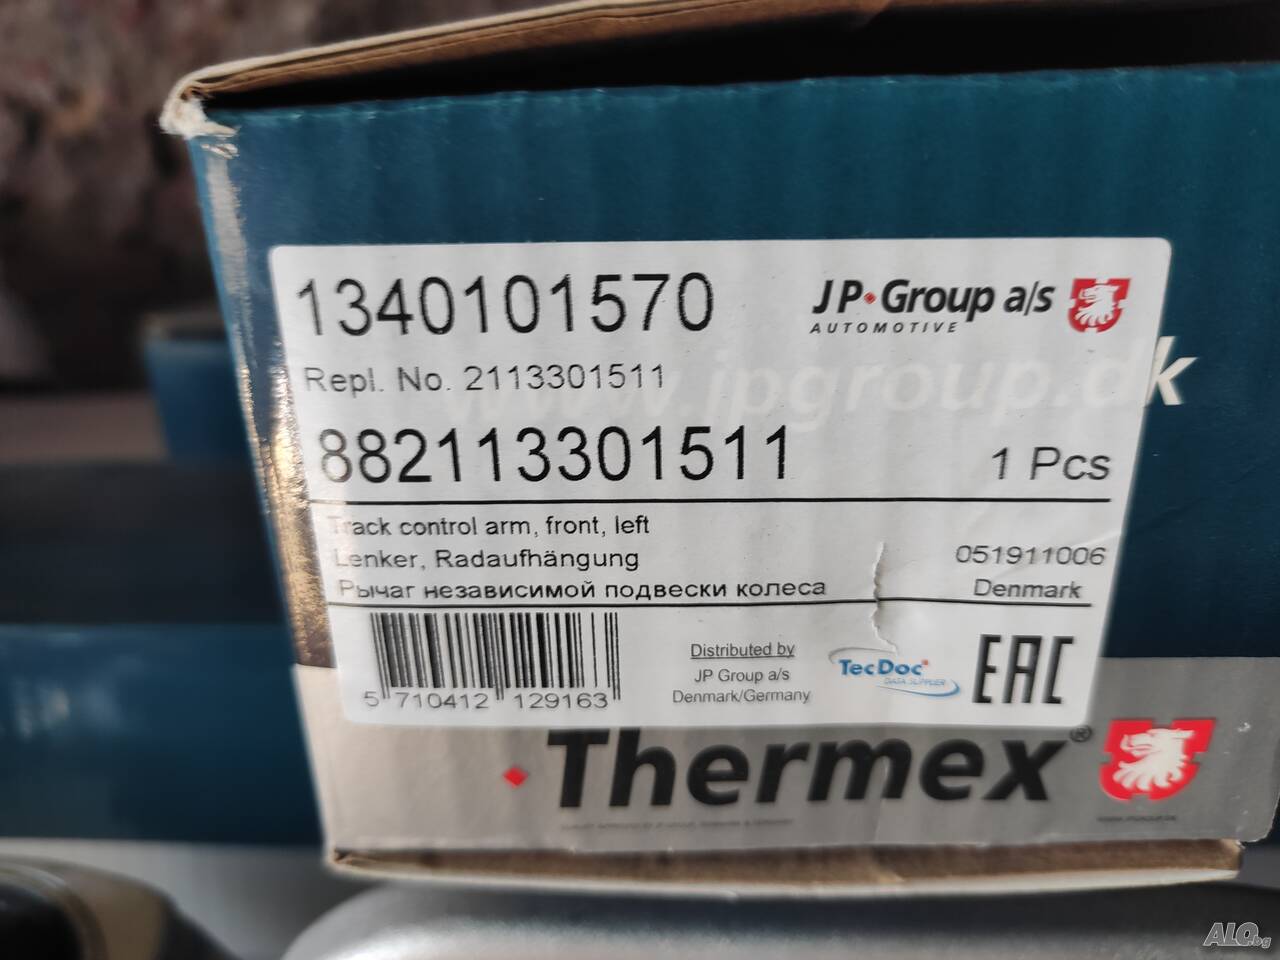 1340101570
JP Group a/s
AUTOMOTIVE
Repl. No. 2113301511
www.jpgroup.dk
882113301511
1 Pcs
Track control arm, front, left
Lenker, Radaufhängung
051911006
Рычаг независимой подвески колеса
Denmark
Distributed by
JP Group a/s
Denmark/Germany
TecDoc
DATA SUPPLIER
EAC
5 710412 129163
Thermex®
ALO.bg